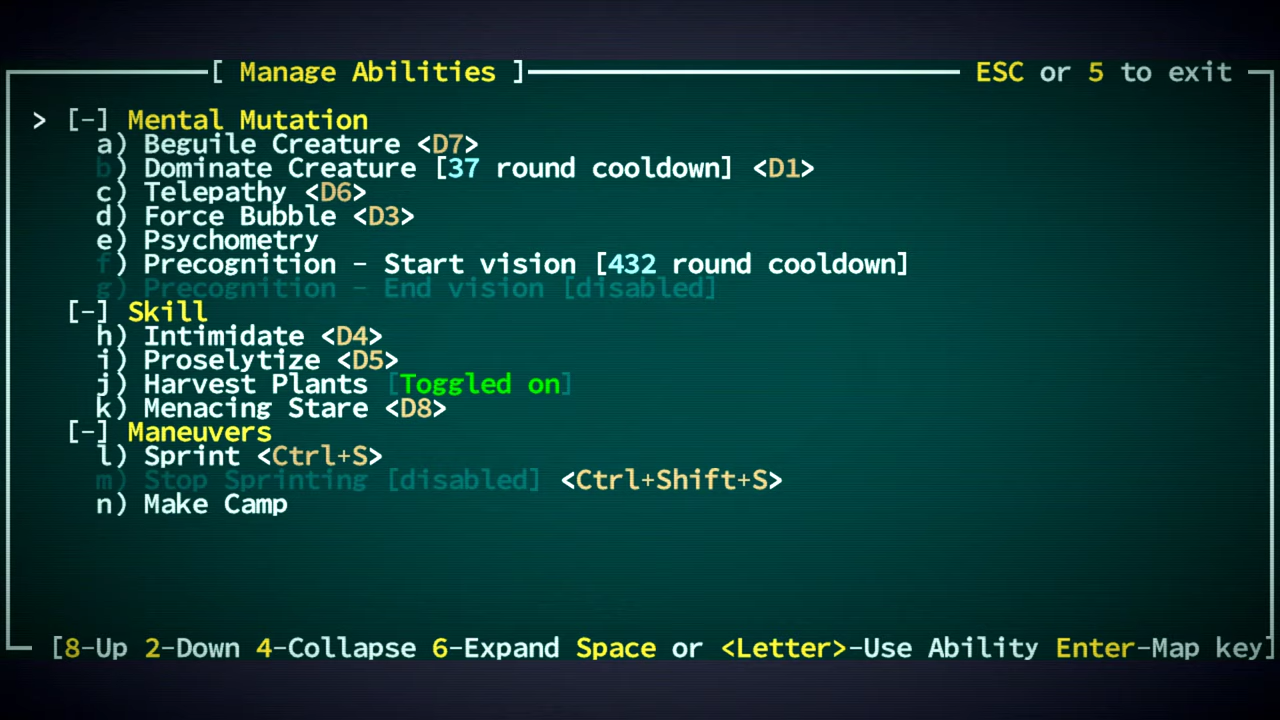 [ Manage Abilities ] ESC or 5 to exit
> [-] Mental Mutation
a) Beguile Creature <D7>
b) Dominate Creature [37 round cooldown] <D1>
c) Telepathy <D6>
d) Force Bubble <D3>
e) Psychometry
f) Precognition - Start vision [432 round cooldown]
g) Precognition - End vision [disabled]
[-] Skill
h) Intimidate <D4>
i) Proselytize <D5>
j) Harvest Plants [Toggled on]
k) Menacing Stare <D8>
[-] Maneuvers
l) Sprint <Ctrl+S>
m) Stop Sprinting [disabled] <Ctrl+Shift+S>
n) Make Camp
[8-Up 2-Down 4-Collapse 6-Expand Space or <Letter>-Use Ability Enter-Map key]